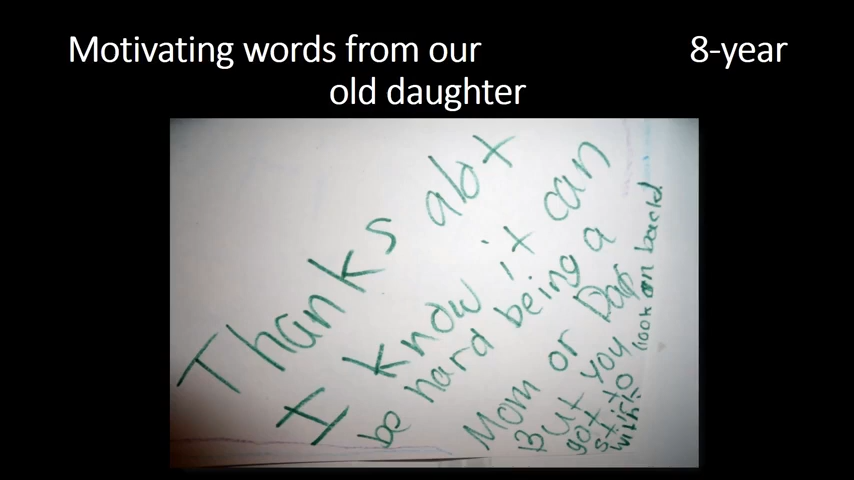 Motivating words from our 8-year
old daughter
Thanks abt
I know it can
be hard being a
Mom or Dad
But you
got to
stick
with it
look on back